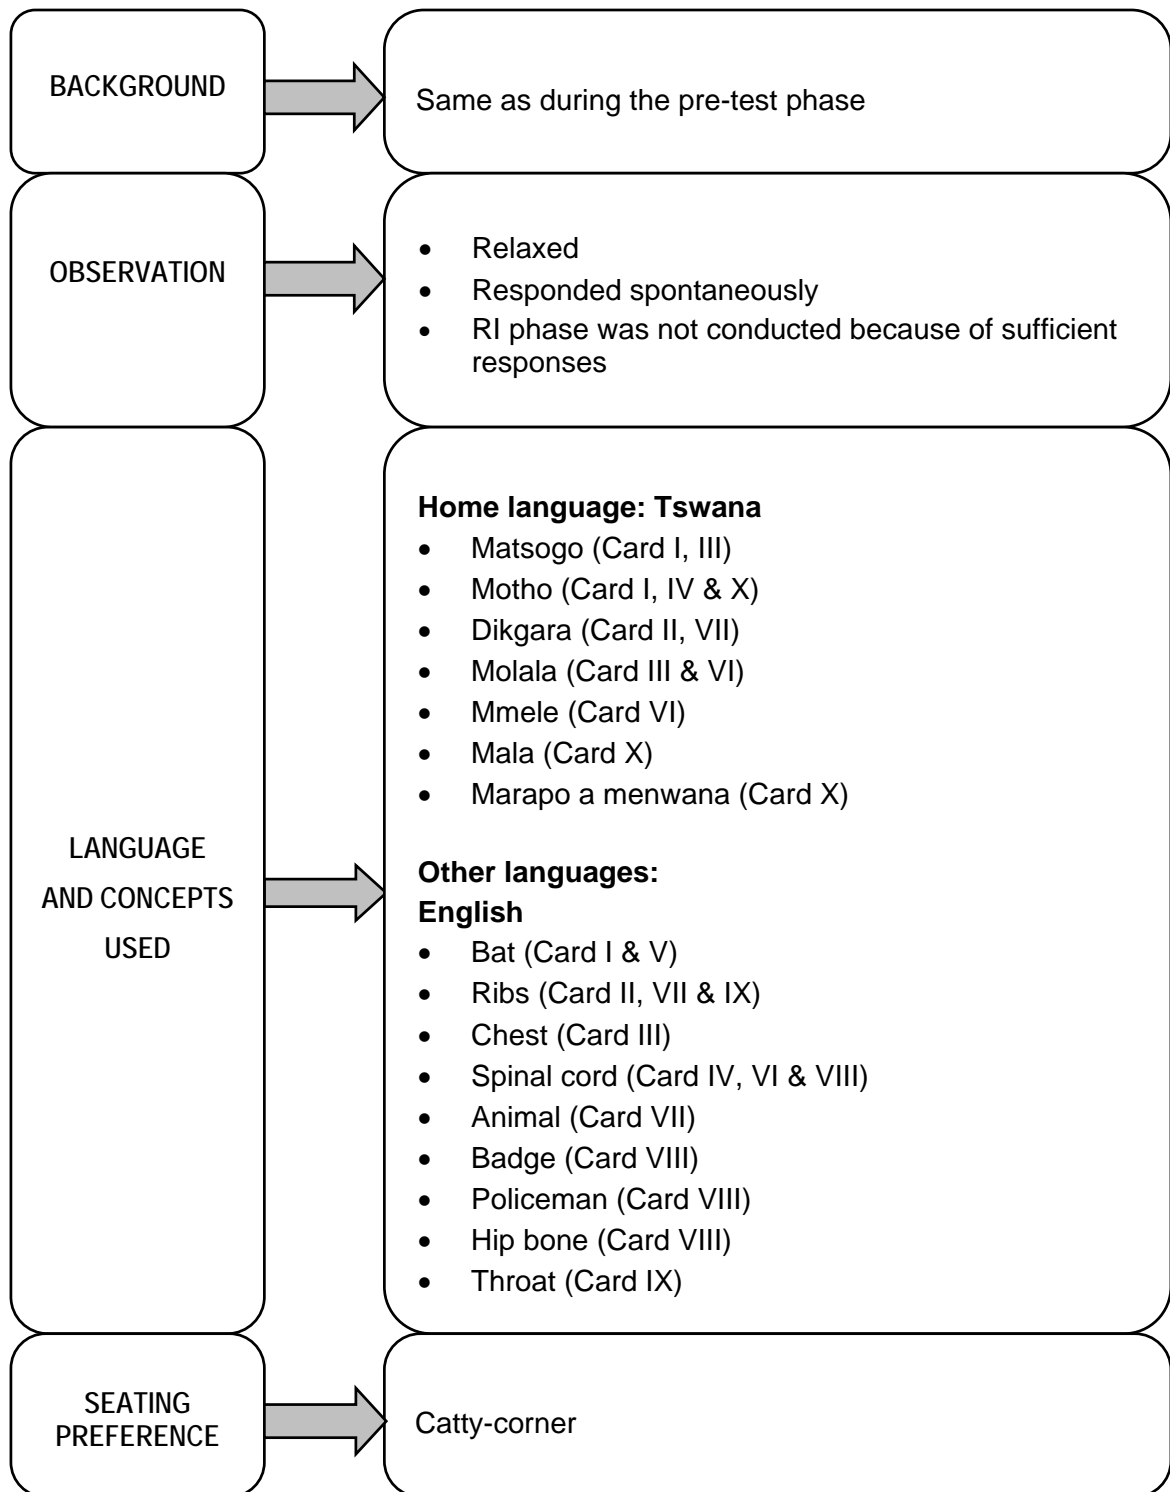 BACKGROUND
Same as during the pre-test phase
OBSERVATION
• Relaxed
• Responded spontaneously
• RI phase was not conducted because of sufficient
responses
LANGUAGE
AND CONCEPTS
USED
Home language: Tswana
• Matsogo (Card I, III)
• Motho (Card I, IV & X)
• Dikgara (Card II, VII)
• Molala (Card III & VI)
• Mmele (Card VI)
• Mala (Card X)
• Marapo a menwana (Card X)
Other languages:
English
• Bat (Card I & V)
• Ribs (Card II, VII & IX)
• Chest (Card III)
• Spinal cord (Card IV, VI & VIII)
• Animal (Card VII)
• Badge (Card VIII)
• Policeman (Card VIII)
• Hip bone (Card VIII)
• Throat (Card IX)
SEATING
PREFERENCE
Catty-corner